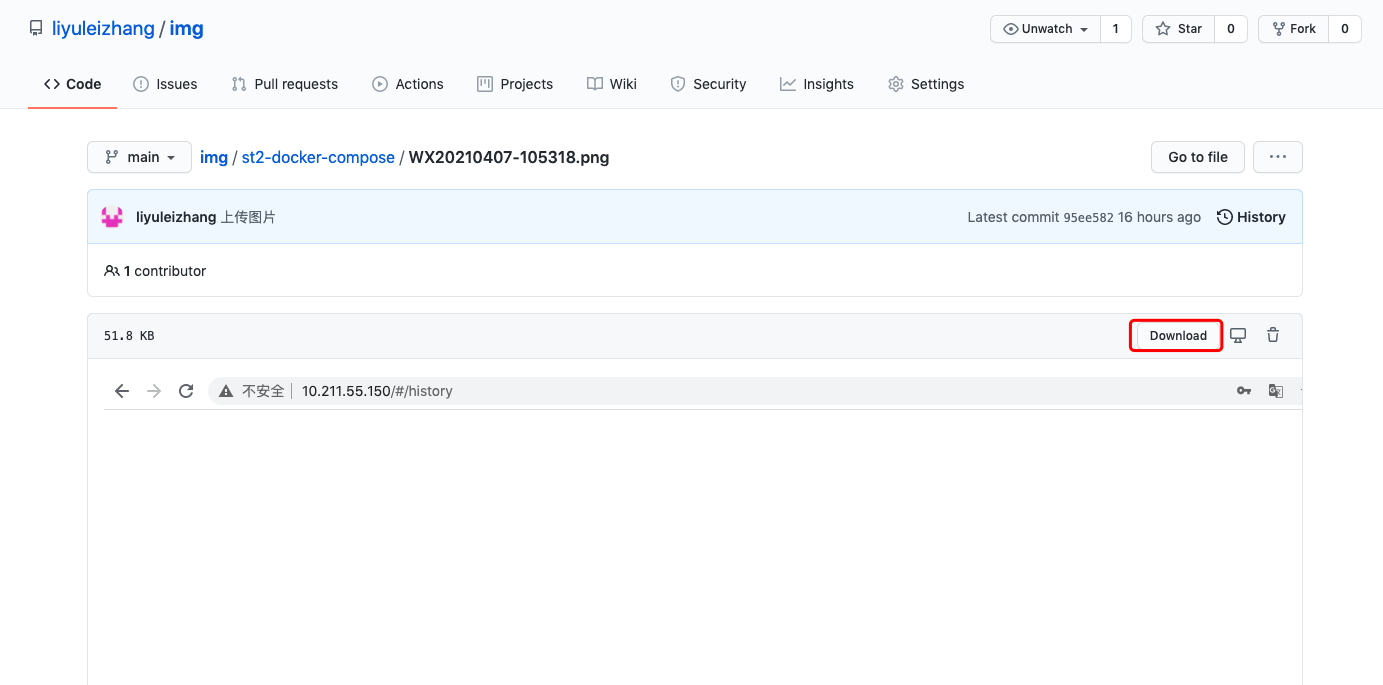 liyuleizhang / img
Unwatch 1 Star 0 Fork 0
Code Issues Pull requests Actions Projects Wiki Security Insights Settings
main img / st2-docker-compose / WX20210407-105318.png Go to file ...
liyuleizhang 上传图片 Latest commit 95ee582 16 hours ago History
1 contributor
51.8 KB Download
不安全 10.211.55.150/#/history